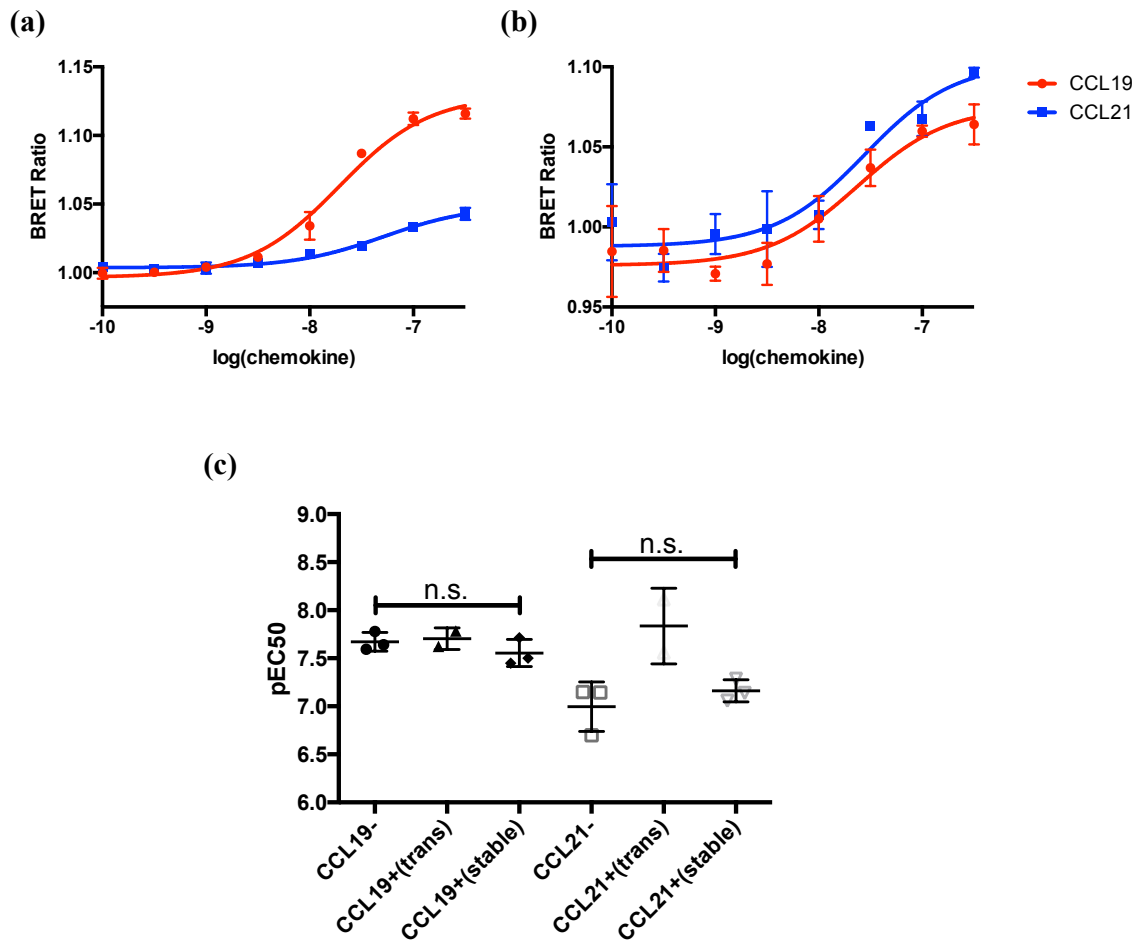 (a)
(b)
1.15
1.10
1.05
1.00
BRET Ratio
-10
-9
-8
-7
log(chemokine)
1.10
1.05
1.00
0.95
BRET Ratio
-10
-9
-8
-7
log(chemokine)
CCL19
CCL21
(c)
9.0
8.5
8.0
7.5
7.0
6.5
6.0
pEC50
n.s.
n.s.
CCL19-
CCL19+(trans)
CCL19+(stable)
CCL21-
CCL21+(trans)
CCL21+(stable)